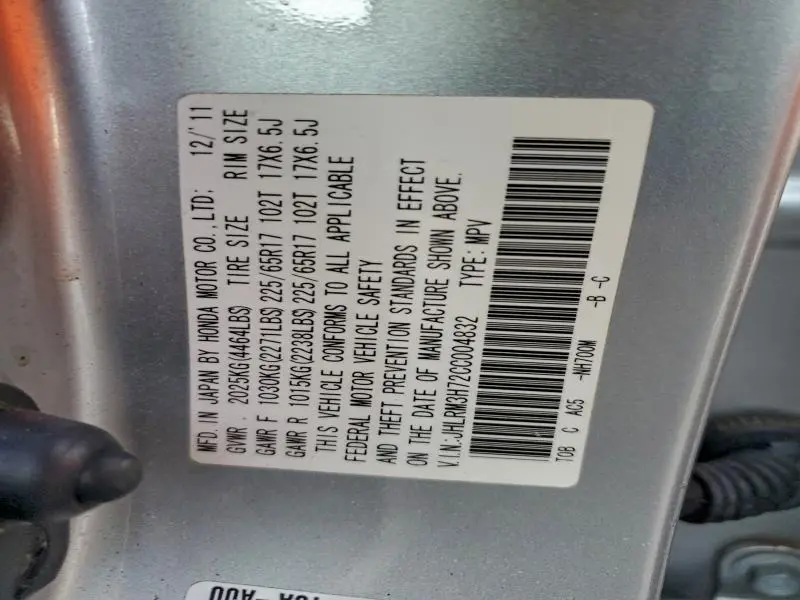 MFD. IN JAPAN BY HONDA MOTOR CO.,LTD; 12/'11
GVWR . 2025KG(4464LBS) TIRE SIZE RIM SIZE
GAWR F 1030KG(2271LBS) 225/65R17 102T 17X6.5J
GAWR R 1015KG(2238LBS) 225/65R17 102T 17X6.5J
THIS VEHICLE CONFORMS TO ALL APPLICABLE
FEDERAL MOTOR VEHICLE SAFETY
AND THEFT PREVENTION STANDARDS IN EFFECT
ON THE DATE OF MANUFACTURE SHOWN ABOVE.
V.I.N:JHLRM3H72CC004832 TYPE: MPV
TOB C AC5 -NH700M -B -C